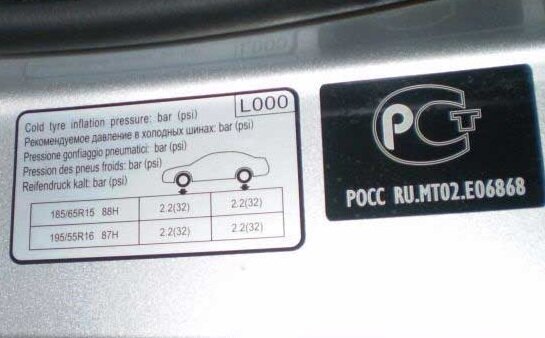 L000
Cold tyre inflation pressure: bar (psi)
Рекомендуемое давление в холодных шинах: bar (psi)
Pressione gonfiaggio pneumatici: bar (psi)
Pression des pneus froids: bar (psi)
Reifendruck kalt: bar (psi)
185/65R15 88H 2.2(32) 2.2(32)
195/55R16 87H 2.2(32) 2.2(32)
РСТ
РОСС RU.MT02.E06868